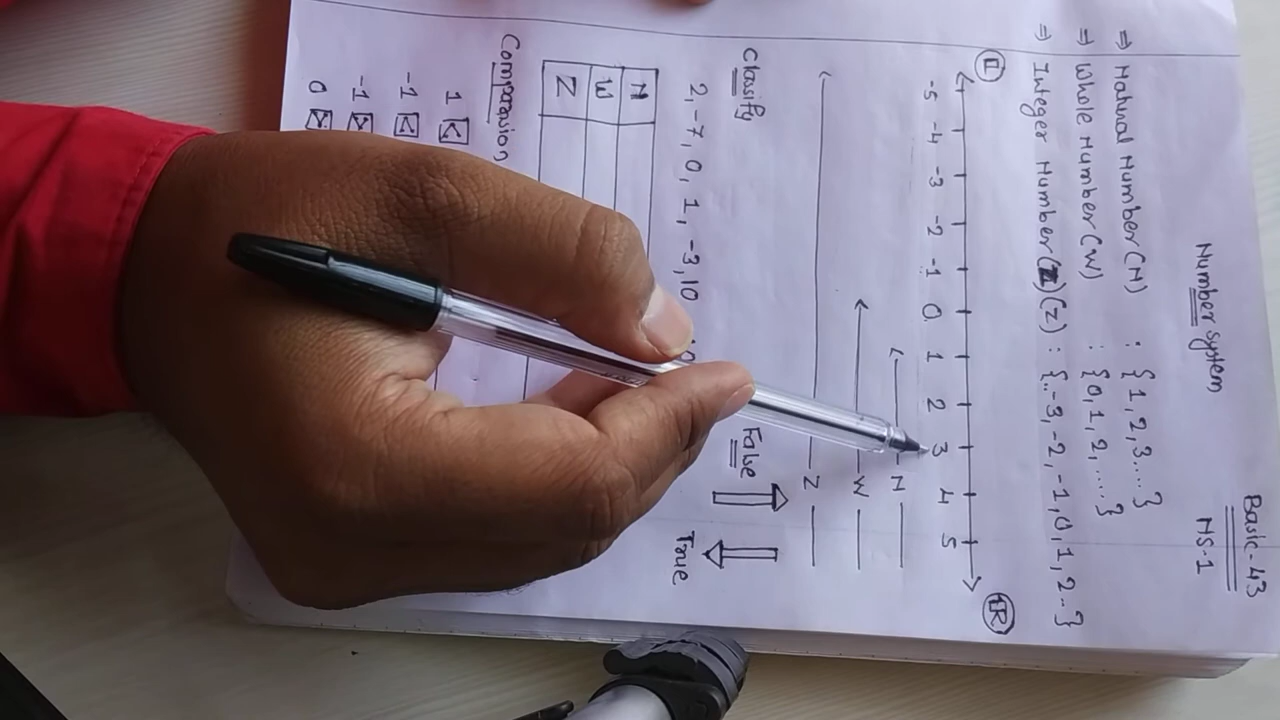 Basic-43
Number system
NS-1
⇒ Natural Number(N) : {1,2,3....}
⇒ Whole Number(W) : {0,1,2,....}
⇒ Integer Number(Z)(Z) : {..-3,-2,-1,0,1,2..}
-5 -4 -3 -2 -1 0 1 2 3 4 5
N
W
Z
Classify
False
True
2, -7, 0, 1, -3, 10
N
W
Z
Comparasion
1 <
-1 <
-1 >
0 >